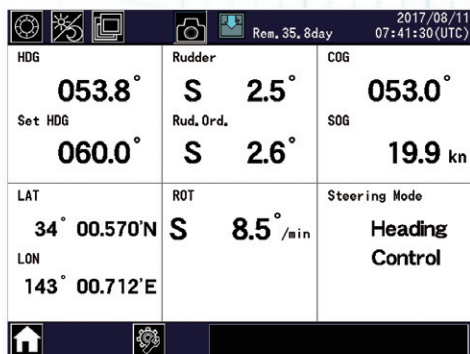 Rem.35.8day
2017/08/11
07:41:30(UTC)
HDG
053.8°
Set HDG
060.0°
Rudder
S 2.5°
Rud.Ord.
S 2.6°
COG
053.0°
SOG
19.9 kn
LAT
34° 00.570'N
LON
143° 00.712'E
ROT
S 8.5°/min
Steering Mode
Heading
Control